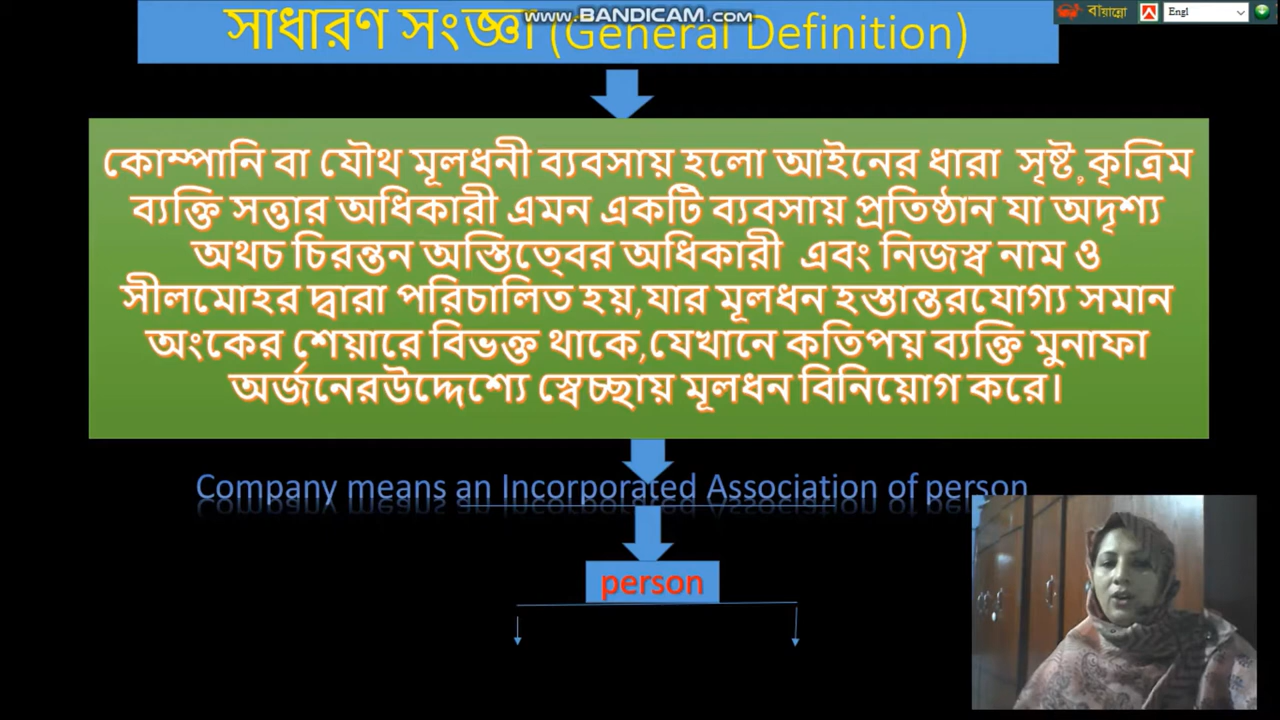 www.BANDICAM.com
বায়ান্নো
Engl
সাধারণ সংজ্ঞা (General Definition)
কোম্পানি বা যৌথ মূলধনী ব্যবসায় হলো আইনের ধারা সৃষ্ট,কৃত্রিম
ব্যক্তি সত্তার অধিকারী এমন একটি ব্যবসায় প্রতিষ্ঠান যা অদৃশ্য
অথচ চিরন্তন অস্তিত্বের অধিকারী এবং নিজস্ব নাম ও
সীলমোহর দ্বারা পরিচালিত হয়,যার মূলধন হস্তান্তরযোগ্য সমান
অংকের শেয়ারে বিভক্ত থাকে,যেখানে কতিপয় ব্যক্তি মুনাফা
অর্জনেরউদ্দেশ্যে স্বেচ্ছায় মূলধন বিনিয়োগ করে।
Company means an Incorporated Association of person
person